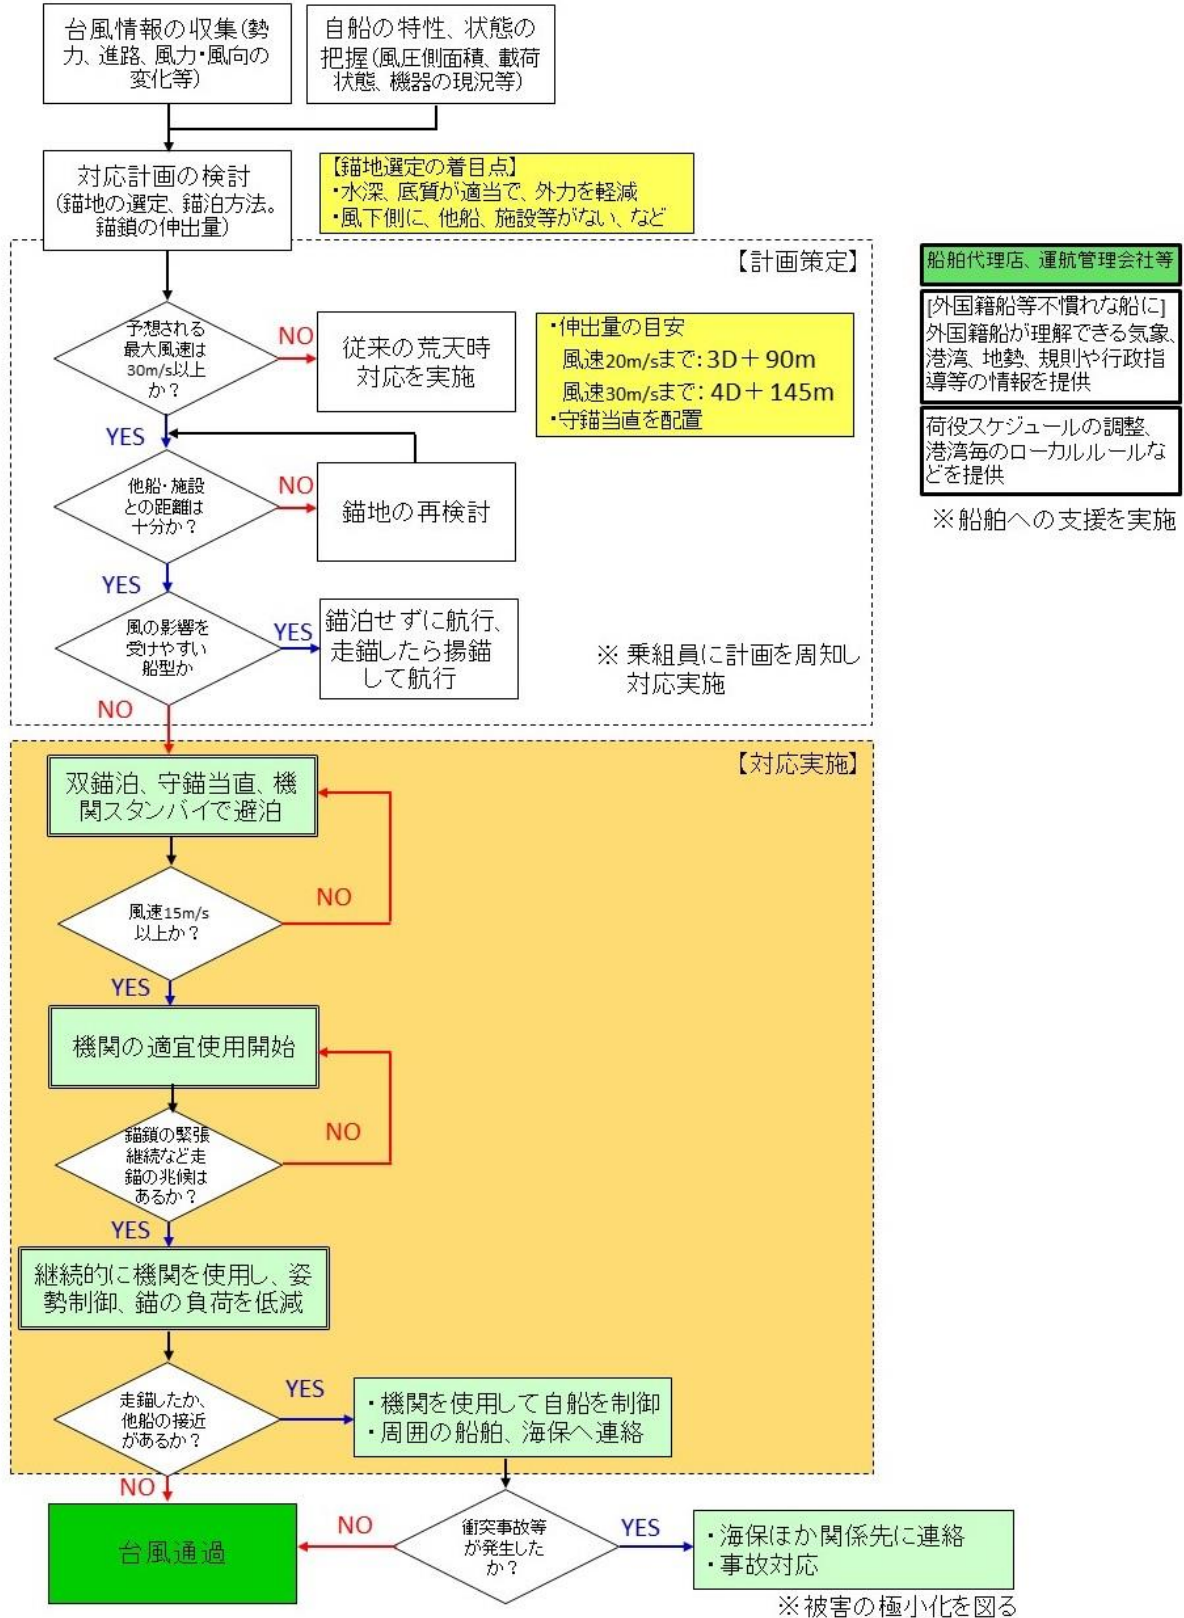 台風情報の収集(勢
力、進路、風力・風向の
変化等)
自船の特性、状態の
把握(風圧側面積、載荷
状態、機器の現況等)
対応計画の検討
(錨地の選定、錨泊方法。
錨鎖の伸出量)
【錨地選定の着目点】
・水深、底質が適当で、外力を軽減
・風下側に、他船、施設等がない、など
【計画策定】
予想される
最大風速は
30m/s以上
か?
NO
従来の荒天時
対応を実施
・伸出量の目安
風速20m/sまで:3D+90m
風速30m/sまで:4D+145m
・守錨当直を配置
YES
他船・施設
との距離は
十分か?
NO
錨地の再検討
YES
風の影響を
受けやすい
船型か
YES
錨泊せずに航行、
走錨したら揚錨
して航行
※ 乗組員に計画を周知し
対応実施
NO
船舶代理店、運航管理会社等
[外国籍船等不慣れな船に]
外国籍船が理解できる気象、
港湾、地勢、規則や行政指
導等の情報を提供
荷役スケジュールの調整、
港湾毎のローカルルールな
どを提供
※船舶への支援を実施
【対応実施】
双錨泊、守錨当直、機
関スタンバイで避泊
風速15m/s
以上か?
NO
YES
機関の適宜使用開始
錨鎖の緊張
継続など走
錨の兆候は
あるか?
NO
YES
継続的に機関を使用し、姿
勢制御、錨の負荷を低減
走錨したか、
他船の接近
があるか?
YES
・機関を使用して自船を制御
・周囲の船舶、海保へ連絡
NO
台風通過
NO
衝突事故等
が発生した
か?
YES
・海保ほか関係先に連絡
・事故対応
※被害の極小化を図る